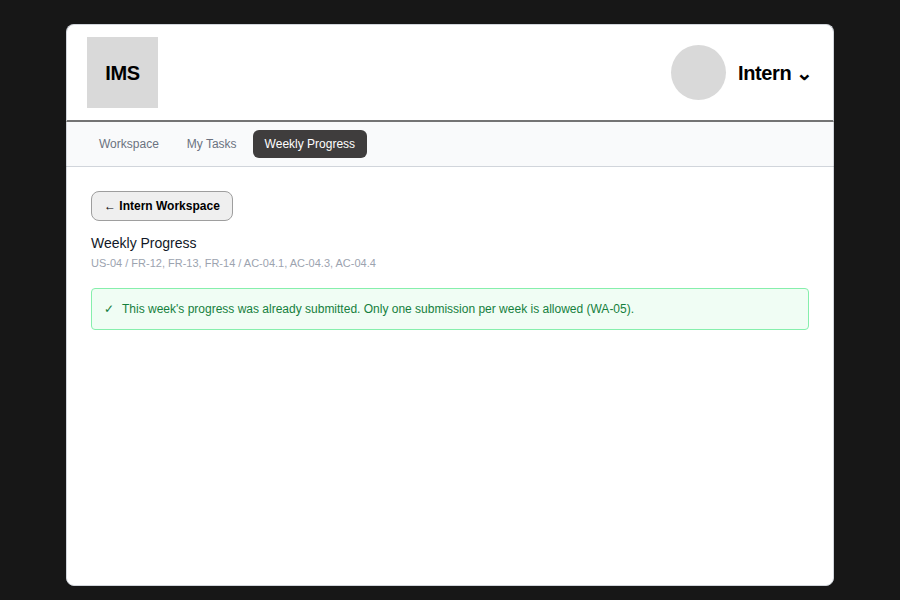 IMS
Intern
Workspace My Tasks Weekly Progress
← Intern Workspace
Weekly Progress
US-04 / FR-12, FR-13, FR-14 / AC-04.1, AC-04.3, AC-04.4
✓ This week's progress was already submitted. Only one submission per week is allowed (WA-05).